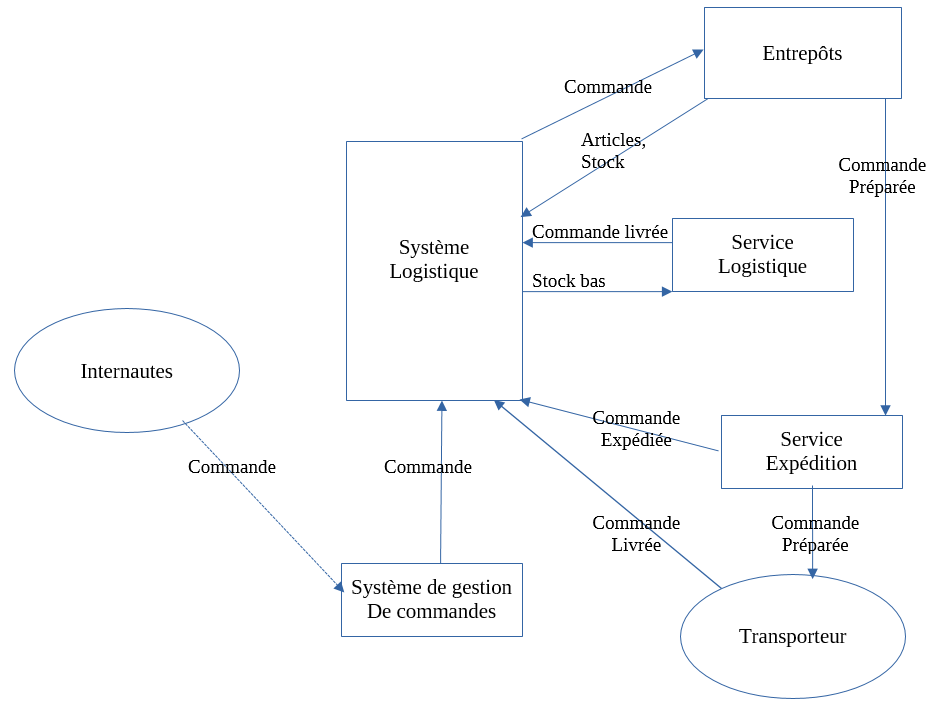 Entrepôts
Commande
Articles,
Stock
Commande
Préparée
Commande livrée
Service
Logistique
Système
Logistique
Stock bas
Internautes
Commande
Expédiée
Service
Expédition
Commande
Commande
Commande
Livrée
Commande
Préparée
Système de gestion
De commandes
Transporteur